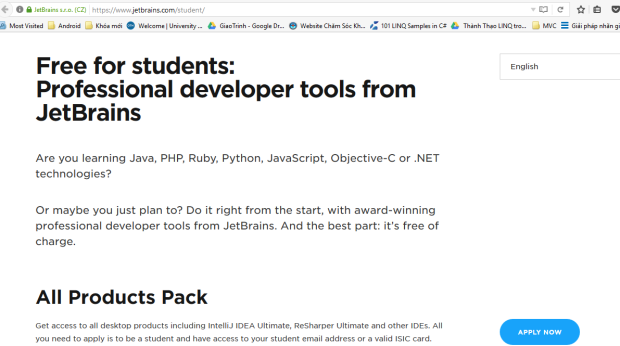 JetBrains s.r.o. (CZ) https://www.jetbrains.com/student/
Most Visited Android Khóa mới Welcome | University ... GiaoTrinh - Google Dr... Website Chăm Sóc Kh... 101 LINQ Samples in C# Thành Thạo LINQ tro... MVC Giải pháp nhân gi
Free for students:
Professional developer tools from
JetBrains
English
Are you learning Java, PHP, Ruby, Python, JavaScript, Objective-C or .NET
technologies?
Or maybe you just plan to? Do it right from the start, with award-winning
professional developer tools from JetBrains. And the best part: it's free of
charge.
All Products Pack
Get access to all desktop products including IntelliJ IDEA Ultimate, ReSharper Ultimate and other IDEs. All
you need to apply is to be a student and have access to your student email address or a valid ISIC card.
APPLY NOW